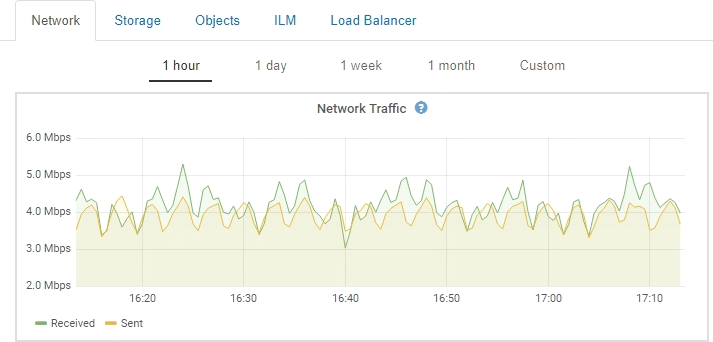 Network Storage Objects ILM Load Balancer
1 hour 1 day 1 week 1 month Custom
Network Traffic ?
6.0 Mbps
5.0 Mbps
4.0 Mbps
3.0 Mbps
2.0 Mbps
16:20 16:30 16:40 16:50 17:00 17:10
Received Sent